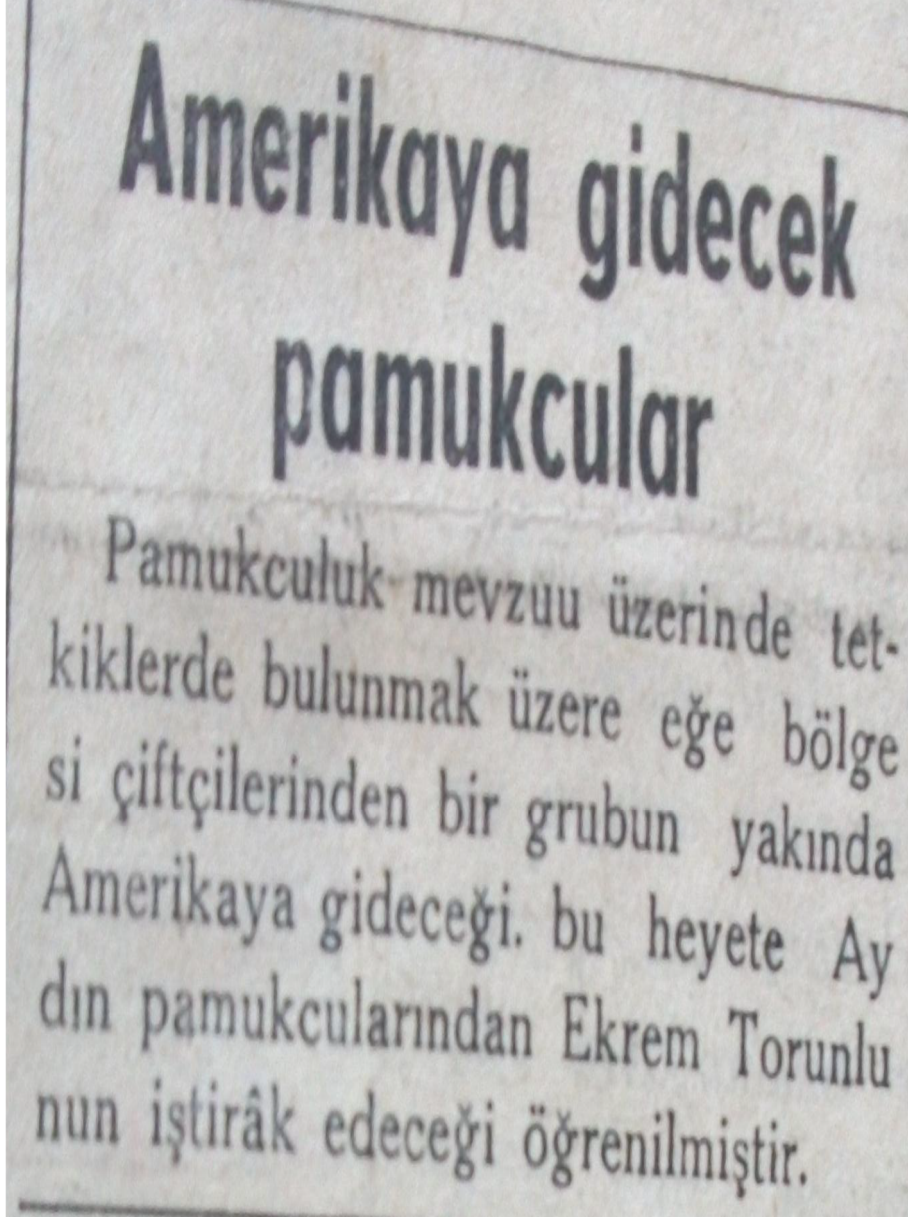 Amerikaya gidecek
pamukcular
Pamukculuk mevzuu üzerinde tet-
kiklerde bulunmak üzere eğe bölge
si çiftçilerinden bir grubun yakında
Amerikaya gideceği. bu heyete Ay
dın pamukcularından Ekrem Torunlu
nun iştirâk edeceği öğrenilmiştir.